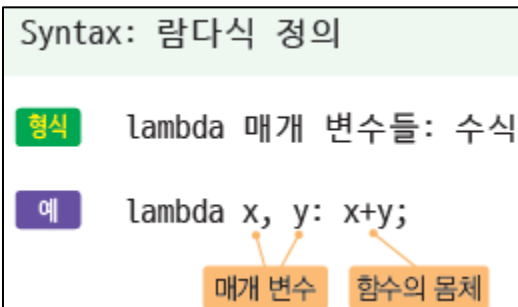 Syntax: 람다식 정의
형식 lambda 매개 변수들: 수식
예 lambda x, y: x+y;
매개 변수 함수의 몸체